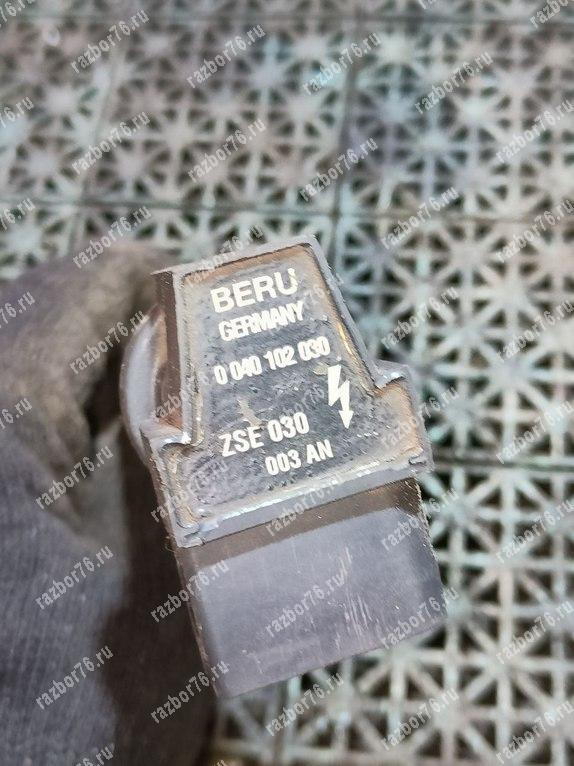 BERU
GERMANY
0 040 102 030
ZSE 030
003 AN
razbor76.ru